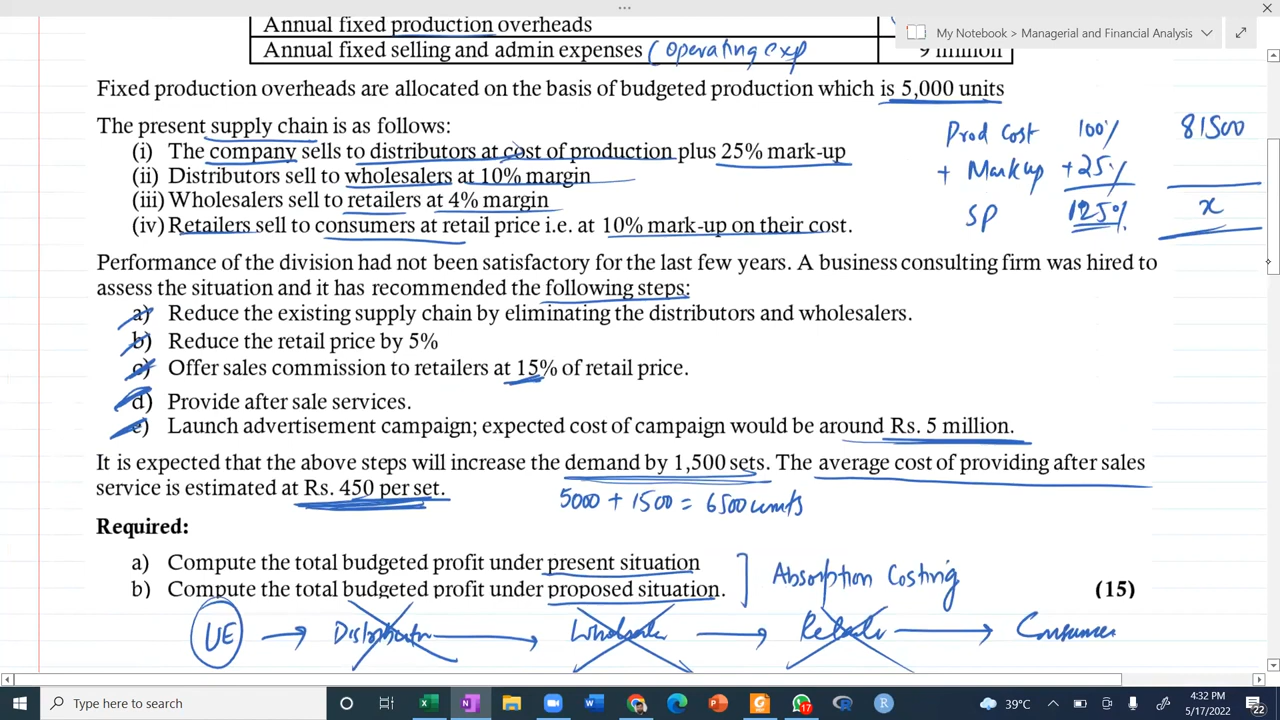 Annual fixed production overheads
Annual fixed selling and admin expenses (Operating exp 9 million
My Notebook > Managerial and Financial Analysis
Fixed production overheads are allocated on the basis of budgeted production which is 5,000 units
The present supply chain is as follows:
(i) The company sells to distributors at cost of production plus 25% mark-up
(ii) Distributors sell to wholesalers at 10% margin
(iii) Wholesalers sell to retailers at 4% margin
(iv) Retailers sell to consumers at retail price i.e. at 10% mark-up on their cost.
Prod Cost 100% 81500
+ Markup +25%
SP 125% x
Performance of the division had not been satisfactory for the last few years. A business consulting firm was hired to
assess the situation and it has recommended the following steps:
a) Reduce the existing supply chain by eliminating the distributors and wholesalers.
b) Reduce the retail price by 5%
c) Offer sales commission to retailers at 15% of retail price.
d) Provide after sale services.
e) Launch advertisement campaign; expected cost of campaign would be around Rs. 5 million.
It is expected that the above steps will increase the demand by 1,500 sets. The average cost of providing after sales
service is estimated at Rs. 450 per set.
5000 + 1500 = 6500 units
Required:
a) Compute the total budgeted profit under present situation
b) Compute the total budgeted profit under proposed situation.
Absorption Costing
(15)
UE → Distributor → Wholesaler → Retailer → Consumer
Type here to search
17
39°C
4:32 PM
5/17/2022
22